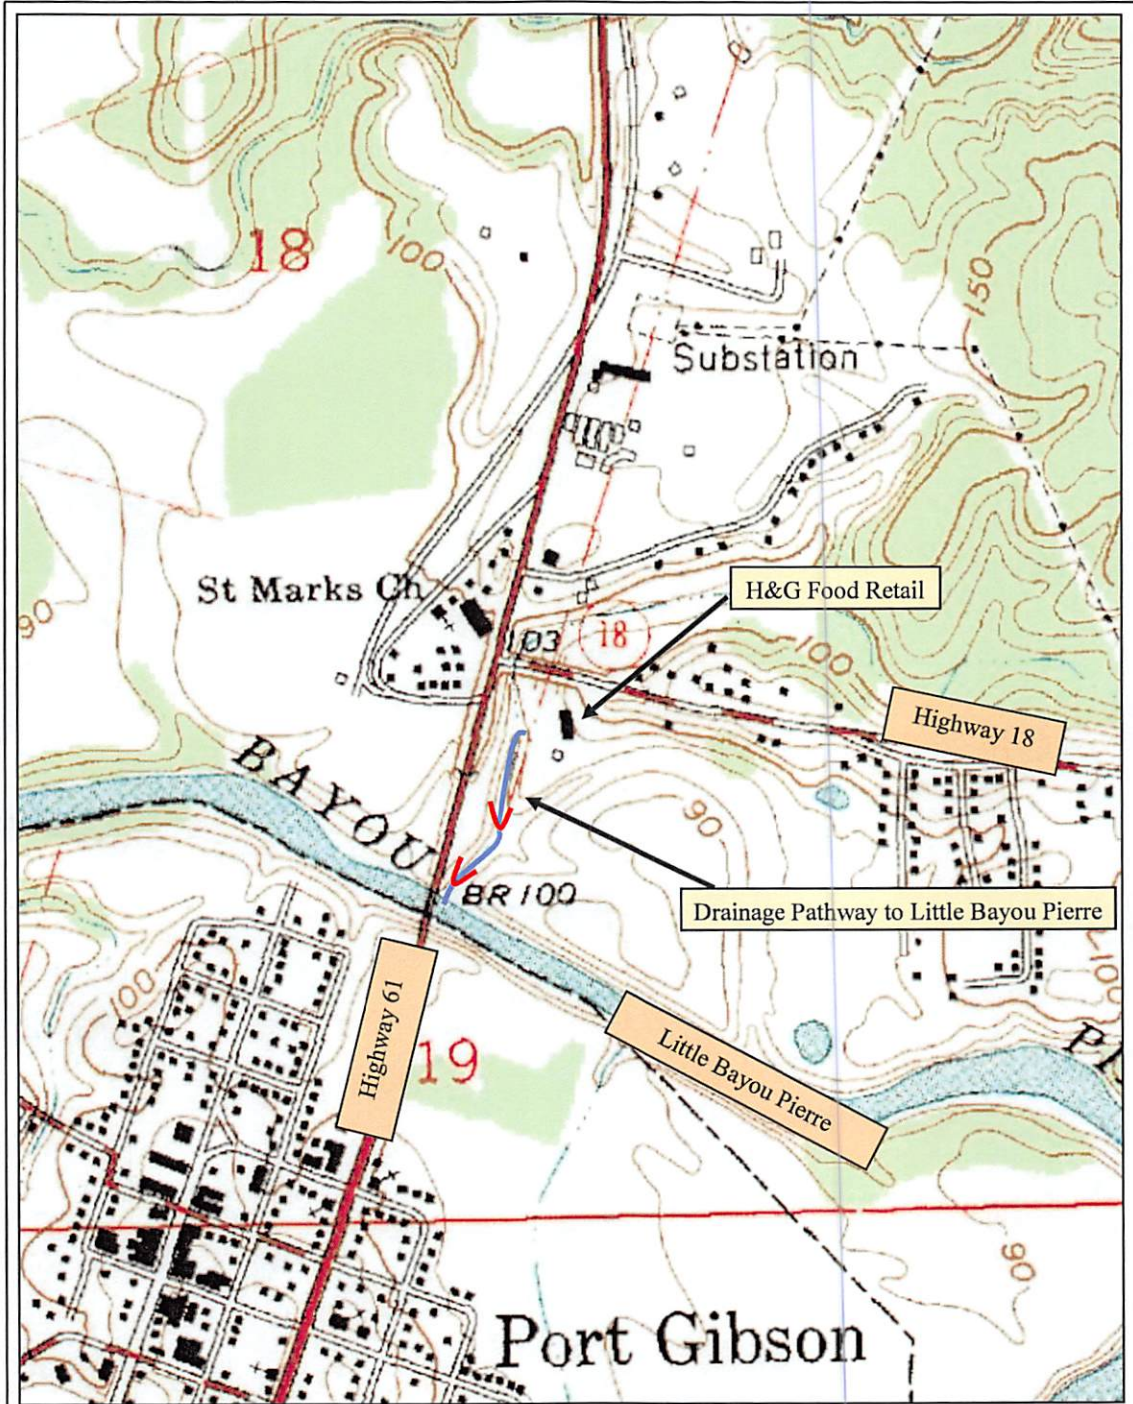 18
100
150
Substation
St Marks Ch
90
H&G Food Retail
103
18
100
Highway 18
BAYOU
90
BR 100
Drainage Pathway to Little Bayou Pierre
100
Highway 61
19
Little Bayou Pierre
100
90
Port Gibson